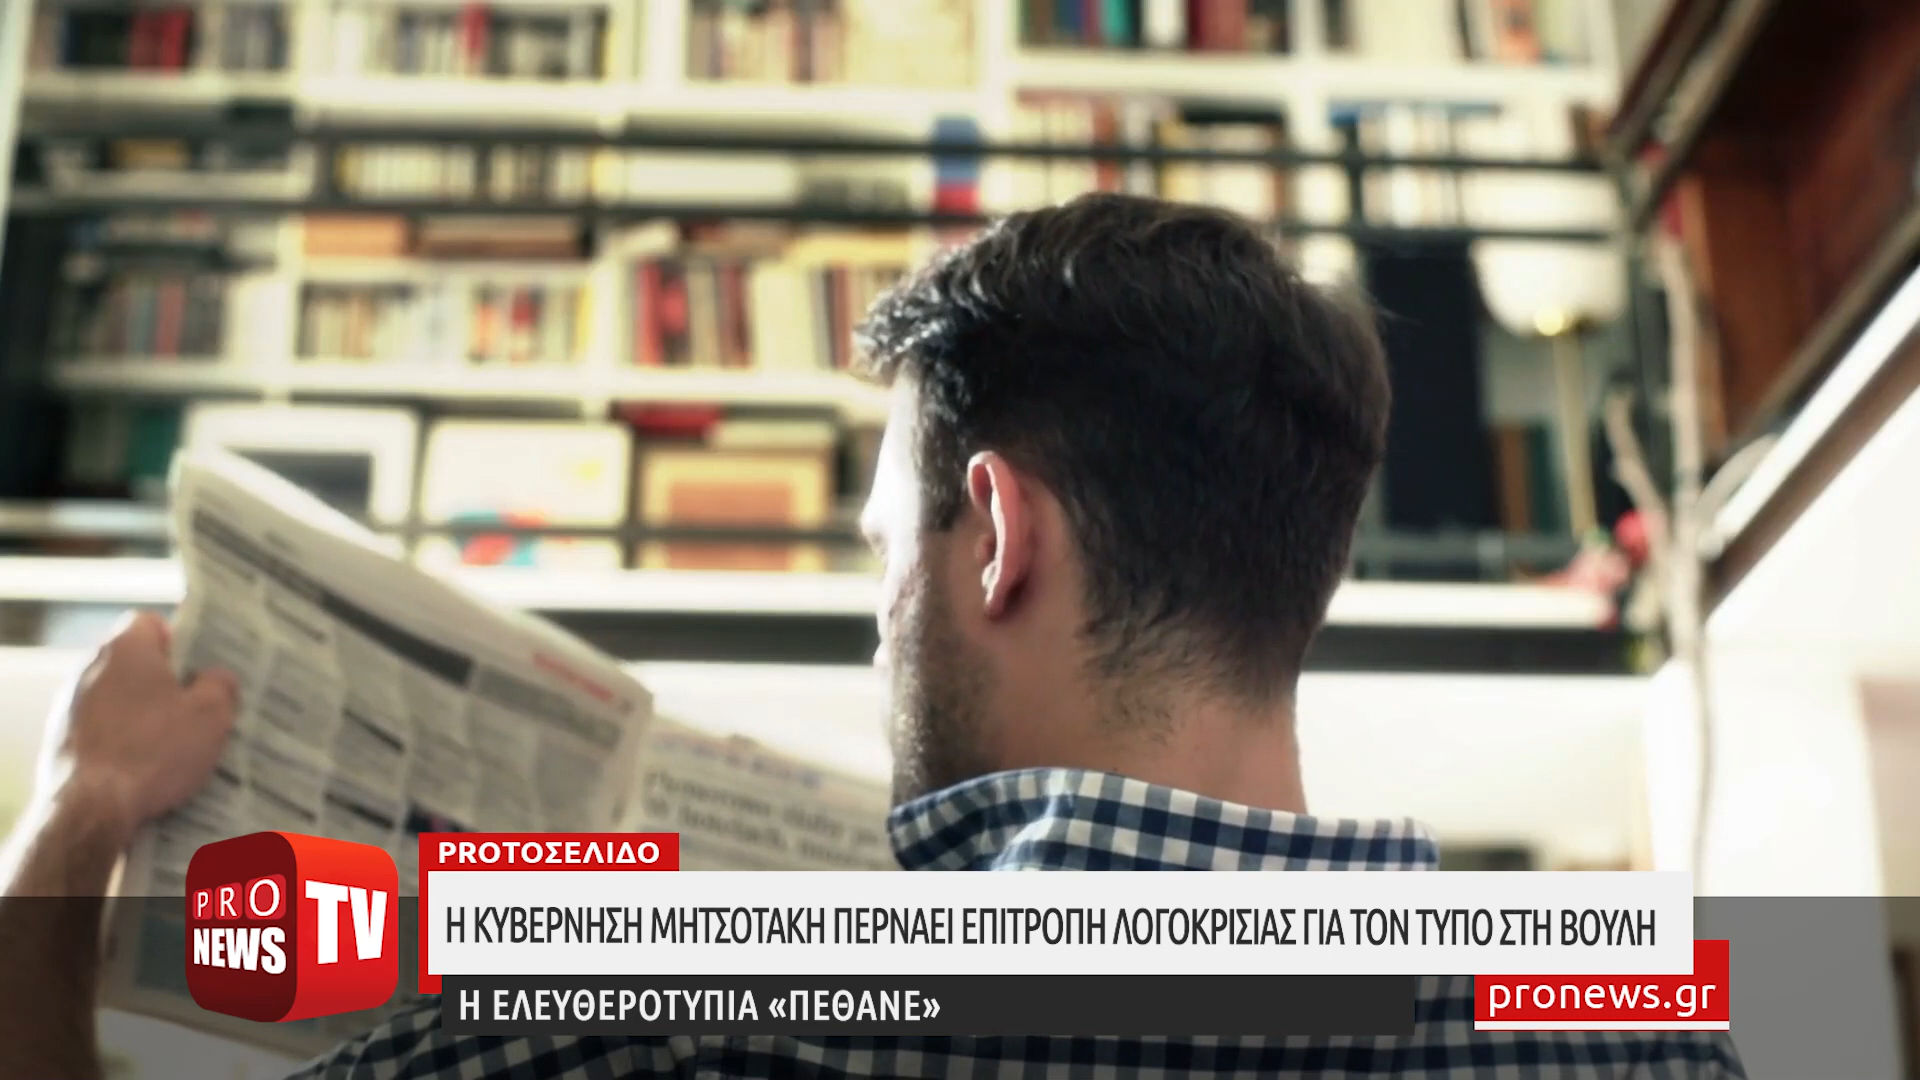 PROTOΣΕΛΙΔΟ
PRO
NEWS
TV
Η ΚΥΒΕΡΝΗΣΗ ΜΗΤΣΟΤΑΚΗ ΠΕΡΝΑΕΙ ΕΠΙΤΡΟΠΗ ΛΟΓΟΚΡΙΣΙΑΣ ΓΙΑ ΤΟΝ ΤΥΠΟ ΣΤΗ ΒΟΥΛΗ
pronews.gr
Η ΕΛΕΥΘΕΡΟΤΥΠΙΑ «ΠΕΘΑΝΕ»